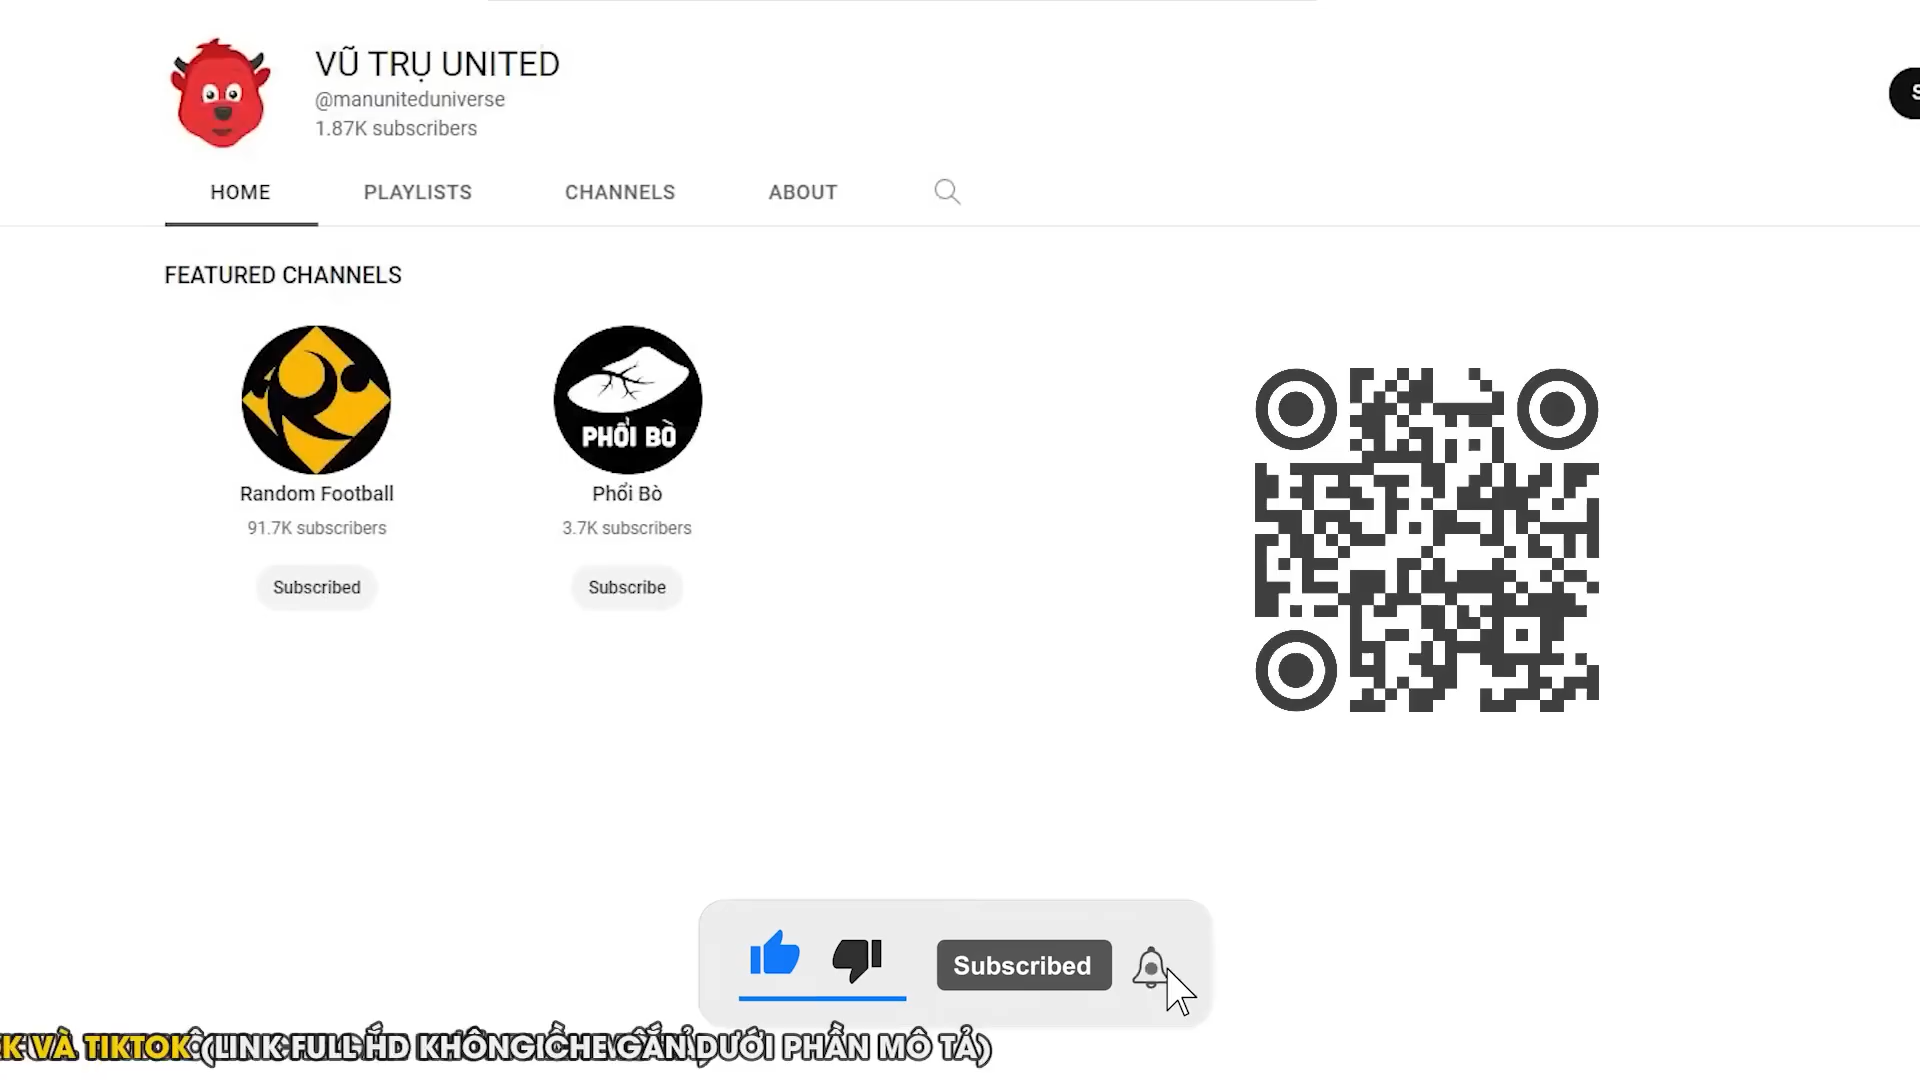 VŨ TRỤ UNITED
@manuniteduniverse
1.87K subscribers
HOME PLAYLISTS CHANNELS ABOUT
FEATURED CHANNELS
PHỔI BÒ
Random Football Phổi Bò
91.7K subscribers 3.7K subscribers
Subscribed Subscribe
Subscribed
K VÀ TIKTOK (LINK FULL HD KHÔNG CHE GẮN DƯỚI PHẦN MÔ TẢ)